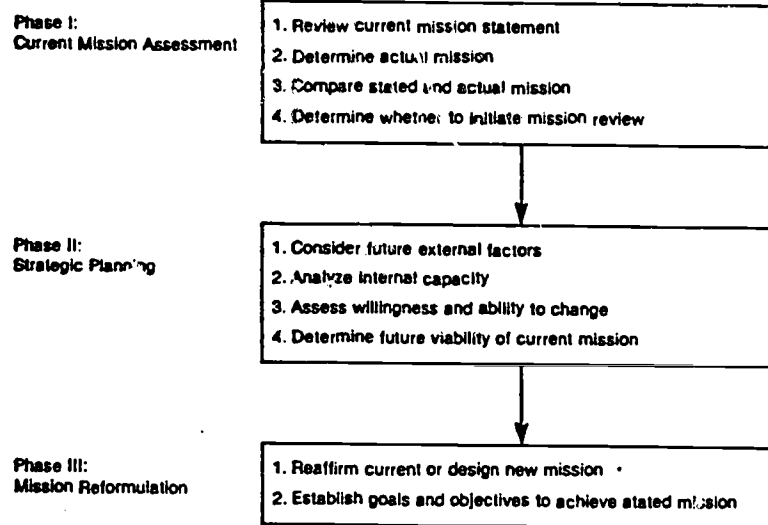 Phase I:
Current Mission Assessment
1. Review current mission statement
2. Determine actual mission
3. Compare stated and actual mission
4. Determine whether to initiate mission review
Phase II:
Strategic Planning
1. Consider future external factors
2. Analyze internal capacity
3. Assess willingness and ability to change
4. Determine future viability of current mission
Phase III:
Mission Reformulation
1. Reaffirm current or design new mission
2. Establish goals and objectives to achieve stated mission